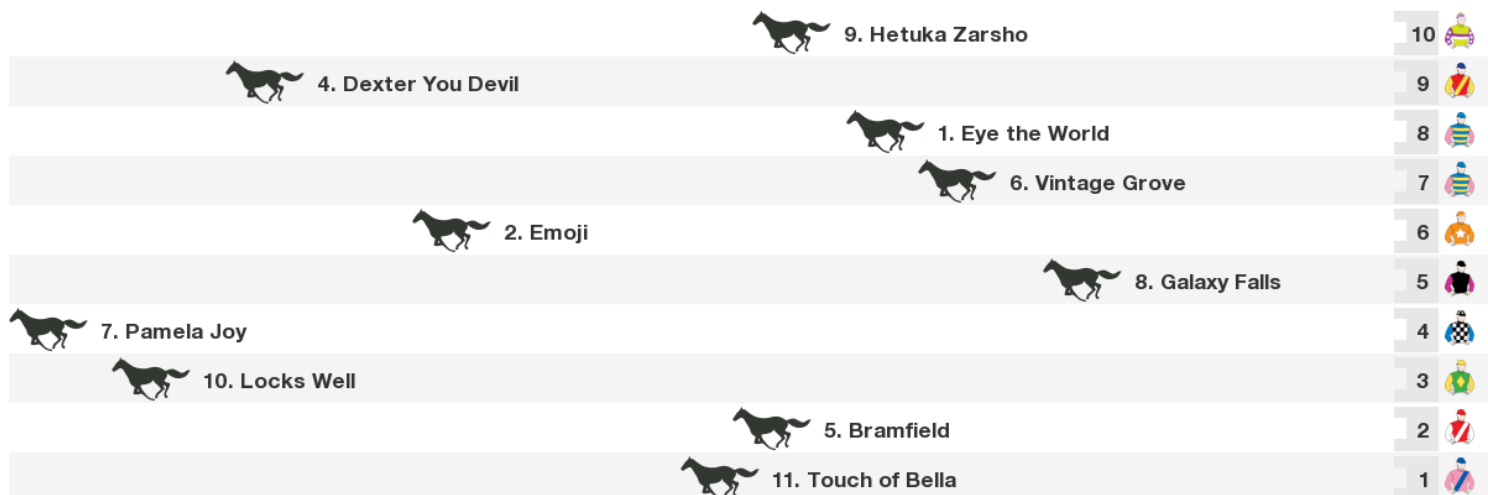 9. Hetuka Zarsho 10
4. Dexter You Devil 9
1. Eye the World 8
6. Vintage Grove 7
2. Emoji 6
8. Galaxy Falls 5
7. Pamela Joy 4
10. Locks Well 3
5. Bramfield 2
11. Touch of Bella 1